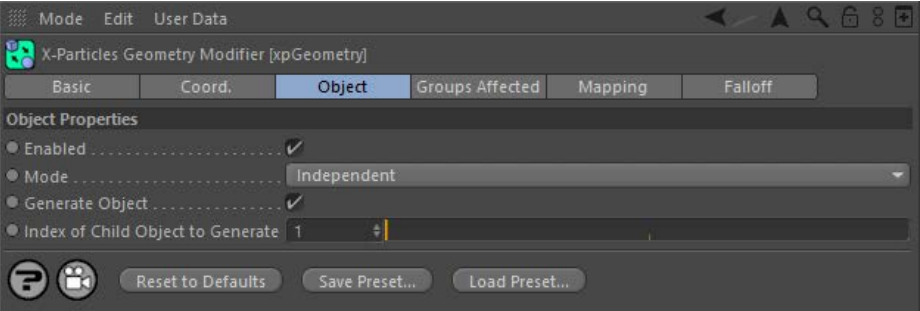 Mode Edit User Data
X-Particles Geometry Modifier [xpGeometry]
Basic Coord. Object Groups Affected Mapping Falloff
Object Properties
Enabled
Mode Independent
Generate Object
Index of Child Object to Generate 1
Reset to Defaults Save Preset... Load Preset...